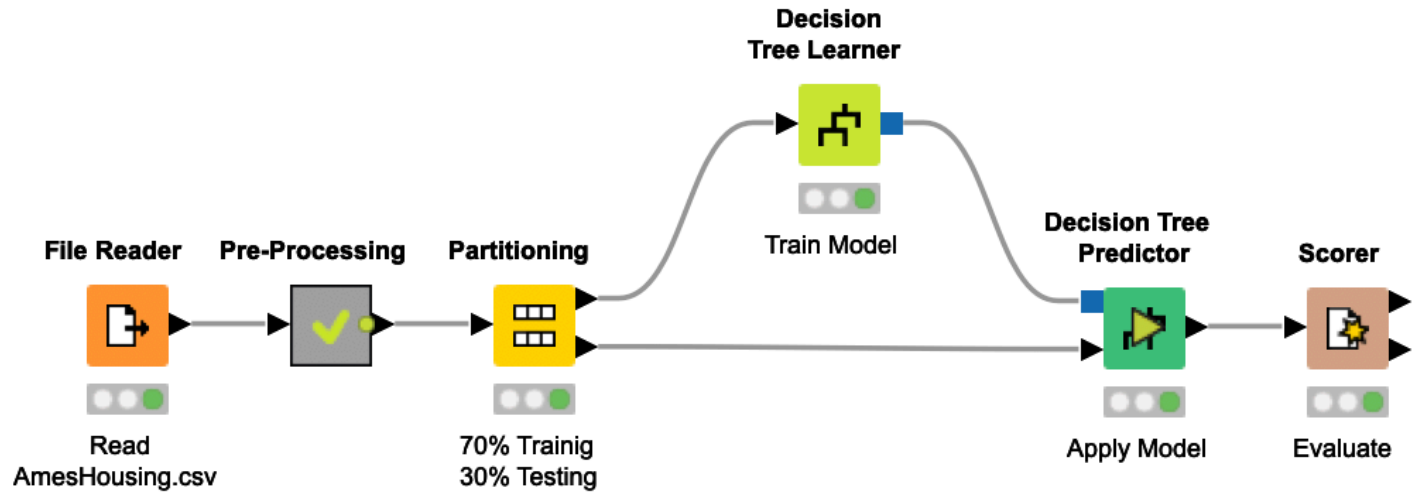 Decision
Tree Learner
Train Model
File Reader
Read
AmesHousing.csv
Pre-Processing
Partitioning
70% Trainig
30% Testing
Decision Tree
Predictor
Apply Model
Scorer
Evaluate